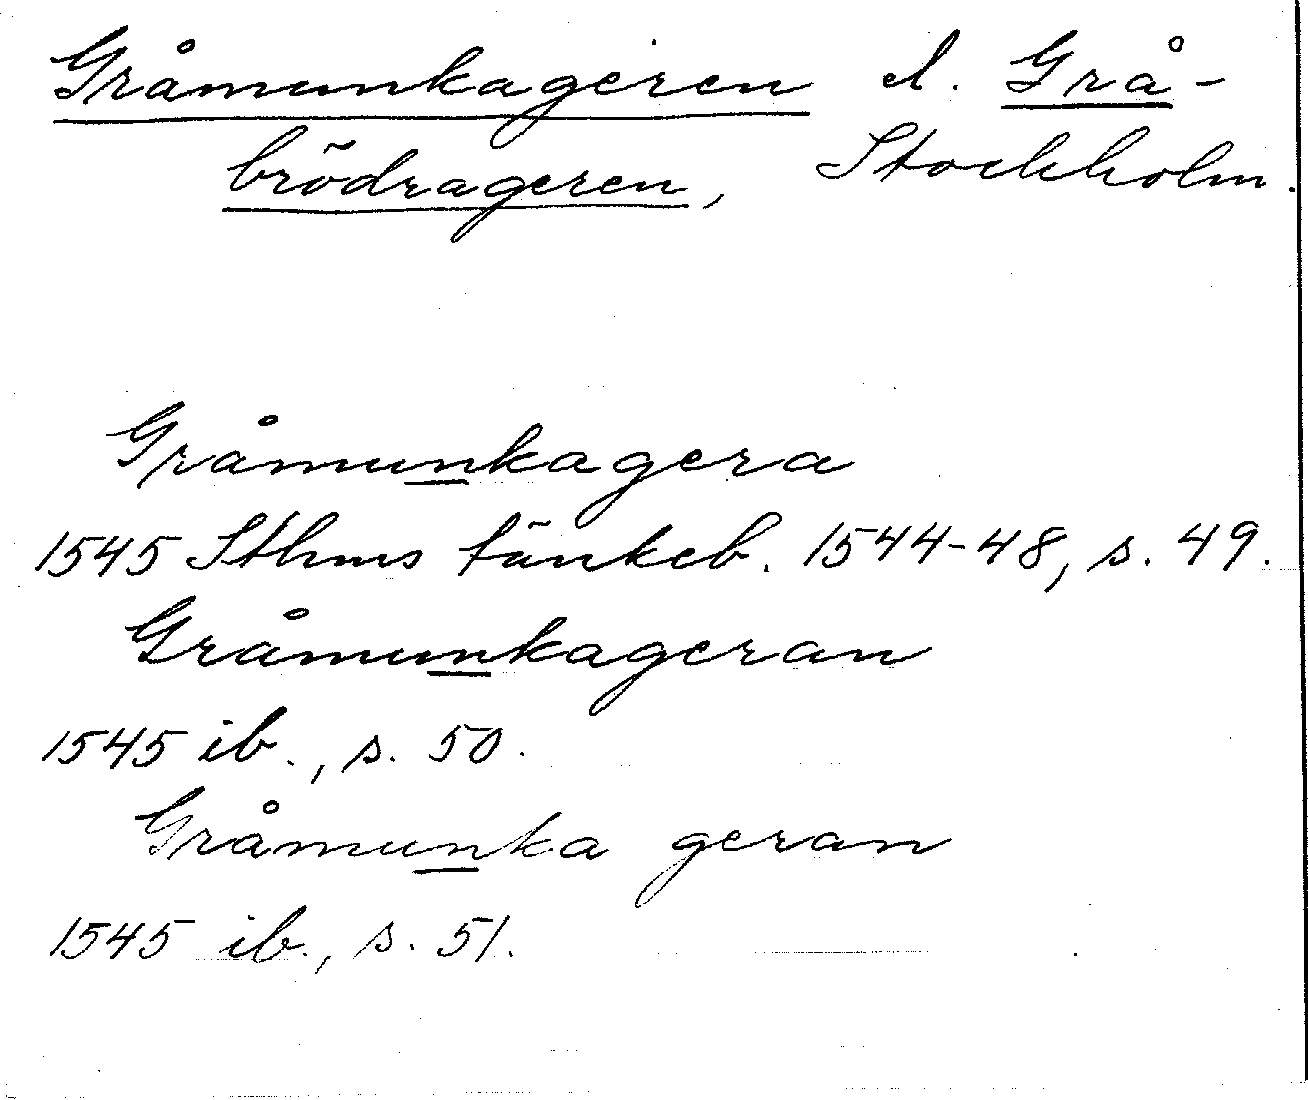 Gråmunkageren el. Grå-
brödrageren, Stockholm.
Gråmunkagera
1545 Sthms tänkeb. 1544-48, s. 49.
Gråmunkageran
1545 ib., s. 50.
Gråmunka geran
1545 ib., s. 51.